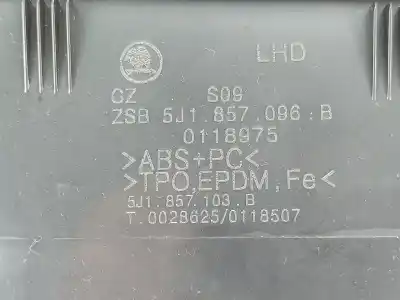 LHD
CZ S09
ZSB 5J1.857.096.B
0118975
>ABS+PC<
>TPO,EPDM,Fe<
5J1.857.103.B
T.0028625/0118507